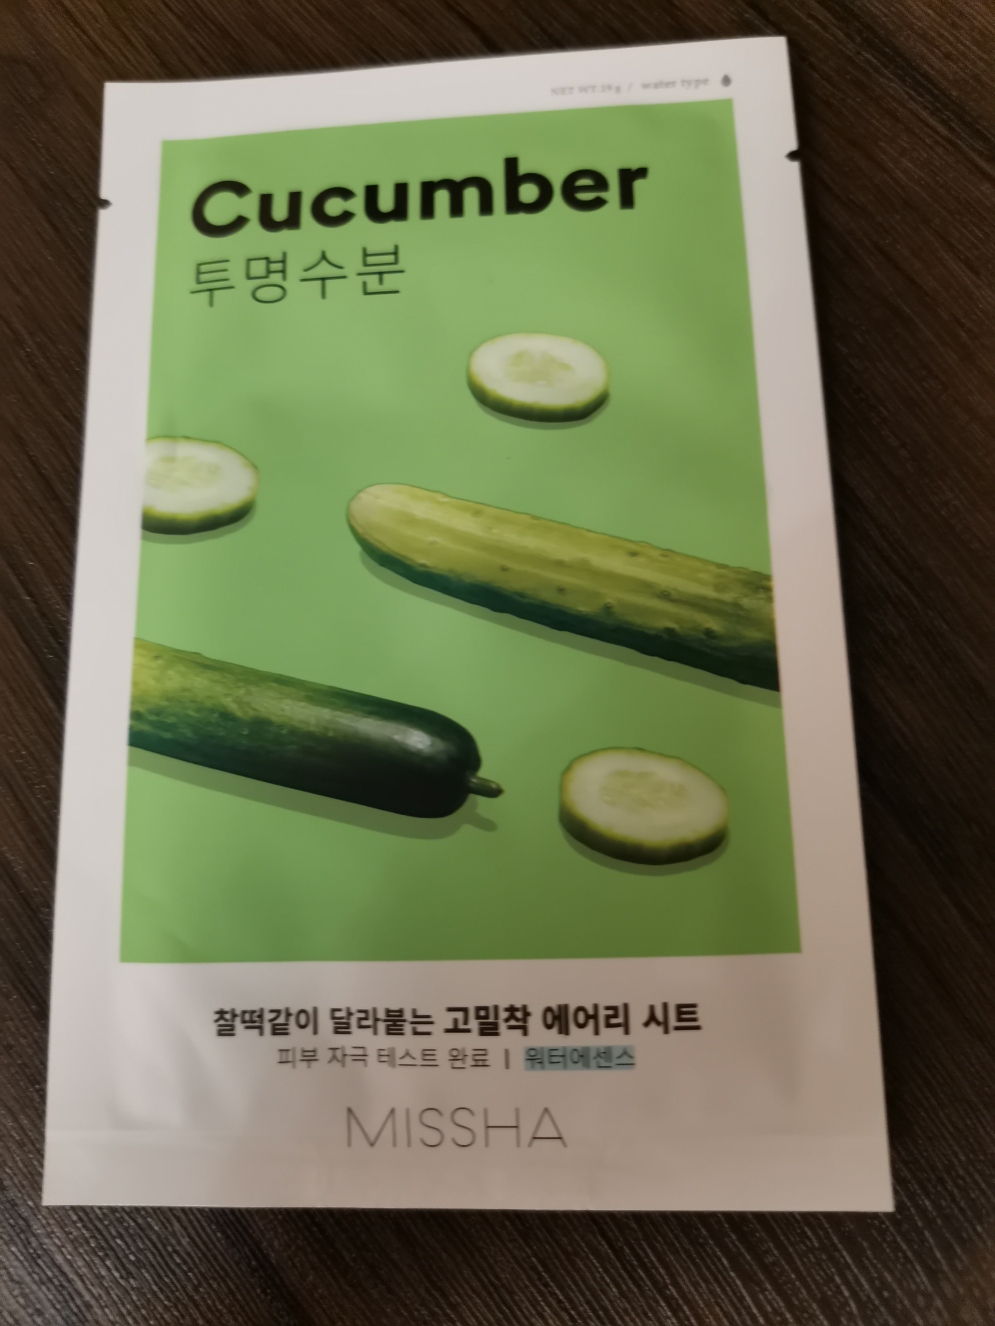 NET WT.19g / water type
Cucumber
투명수분
찰떡같이 달라붙는 고밀착 에어리 시트
피부 자극 테스트 완료 | 워터에센스
MISSHA